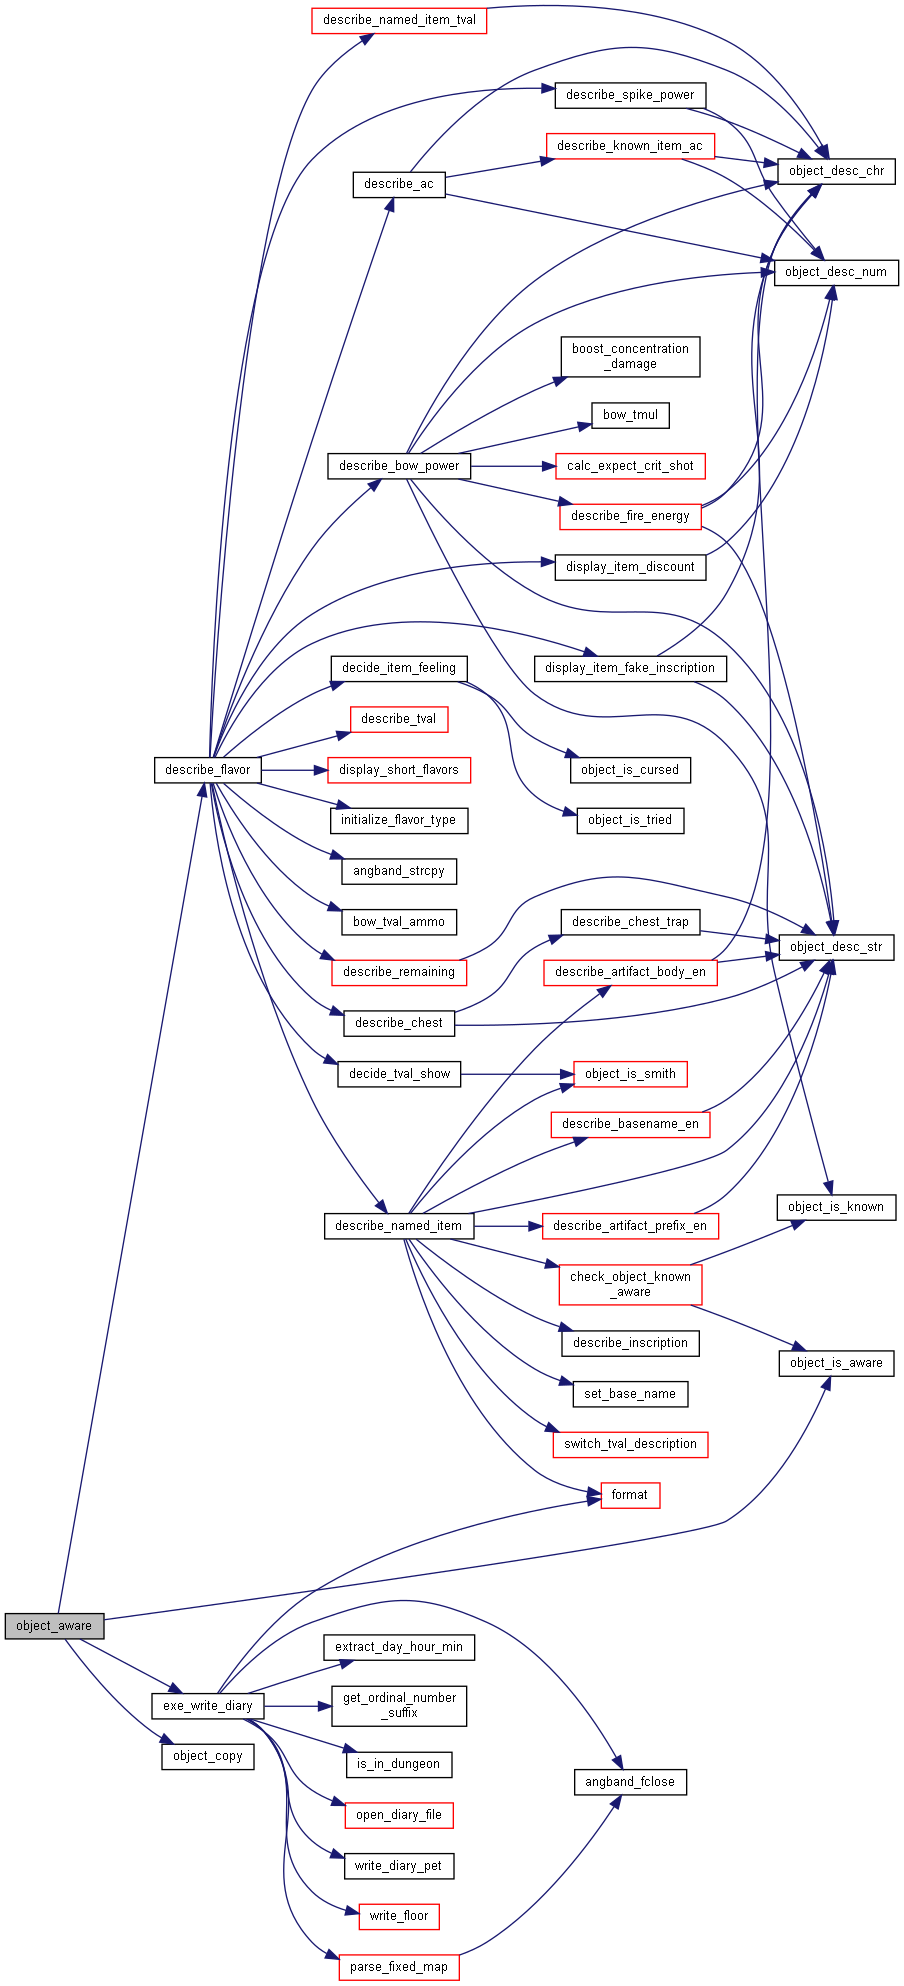 describe_named_item_tval
describe_spike_power
describe_known_item_ac
object_desc_chr
describe_ac
object_desc_num
boost_concentration
_damage
bow_tmul
describe_bow_power
calc_expect_crit_shot
describe_fire_energy
display_item_discount
decide_item_feeling
display_item_fake_inscription
describe_tval
describe_flavor
display_short_flavors
object_is_cursed
initialize_flavor_type
object_is_tried
angband_strcpy
bow_tval_ammo
describe_chest_trap
object_desc_str
describe_remaining
describe_artifact_body_en
describe_chest
decide_tval_show
object_is_smith
describe_basename_en
object_is_known
describe_named_item
describe_artifact_prefix_en
check_object_known
_aware
describe_inscription
object_is_aware
set_base_name
switch_tval_description
format
object_aware
extract_day_hour_min
exe_write_diary
get_ordinal_number
_suffix
object_copy
is_in_dungeon
angband_fclose
open_diary_file
write_diary_pet
write_floor
parse_fixed_map